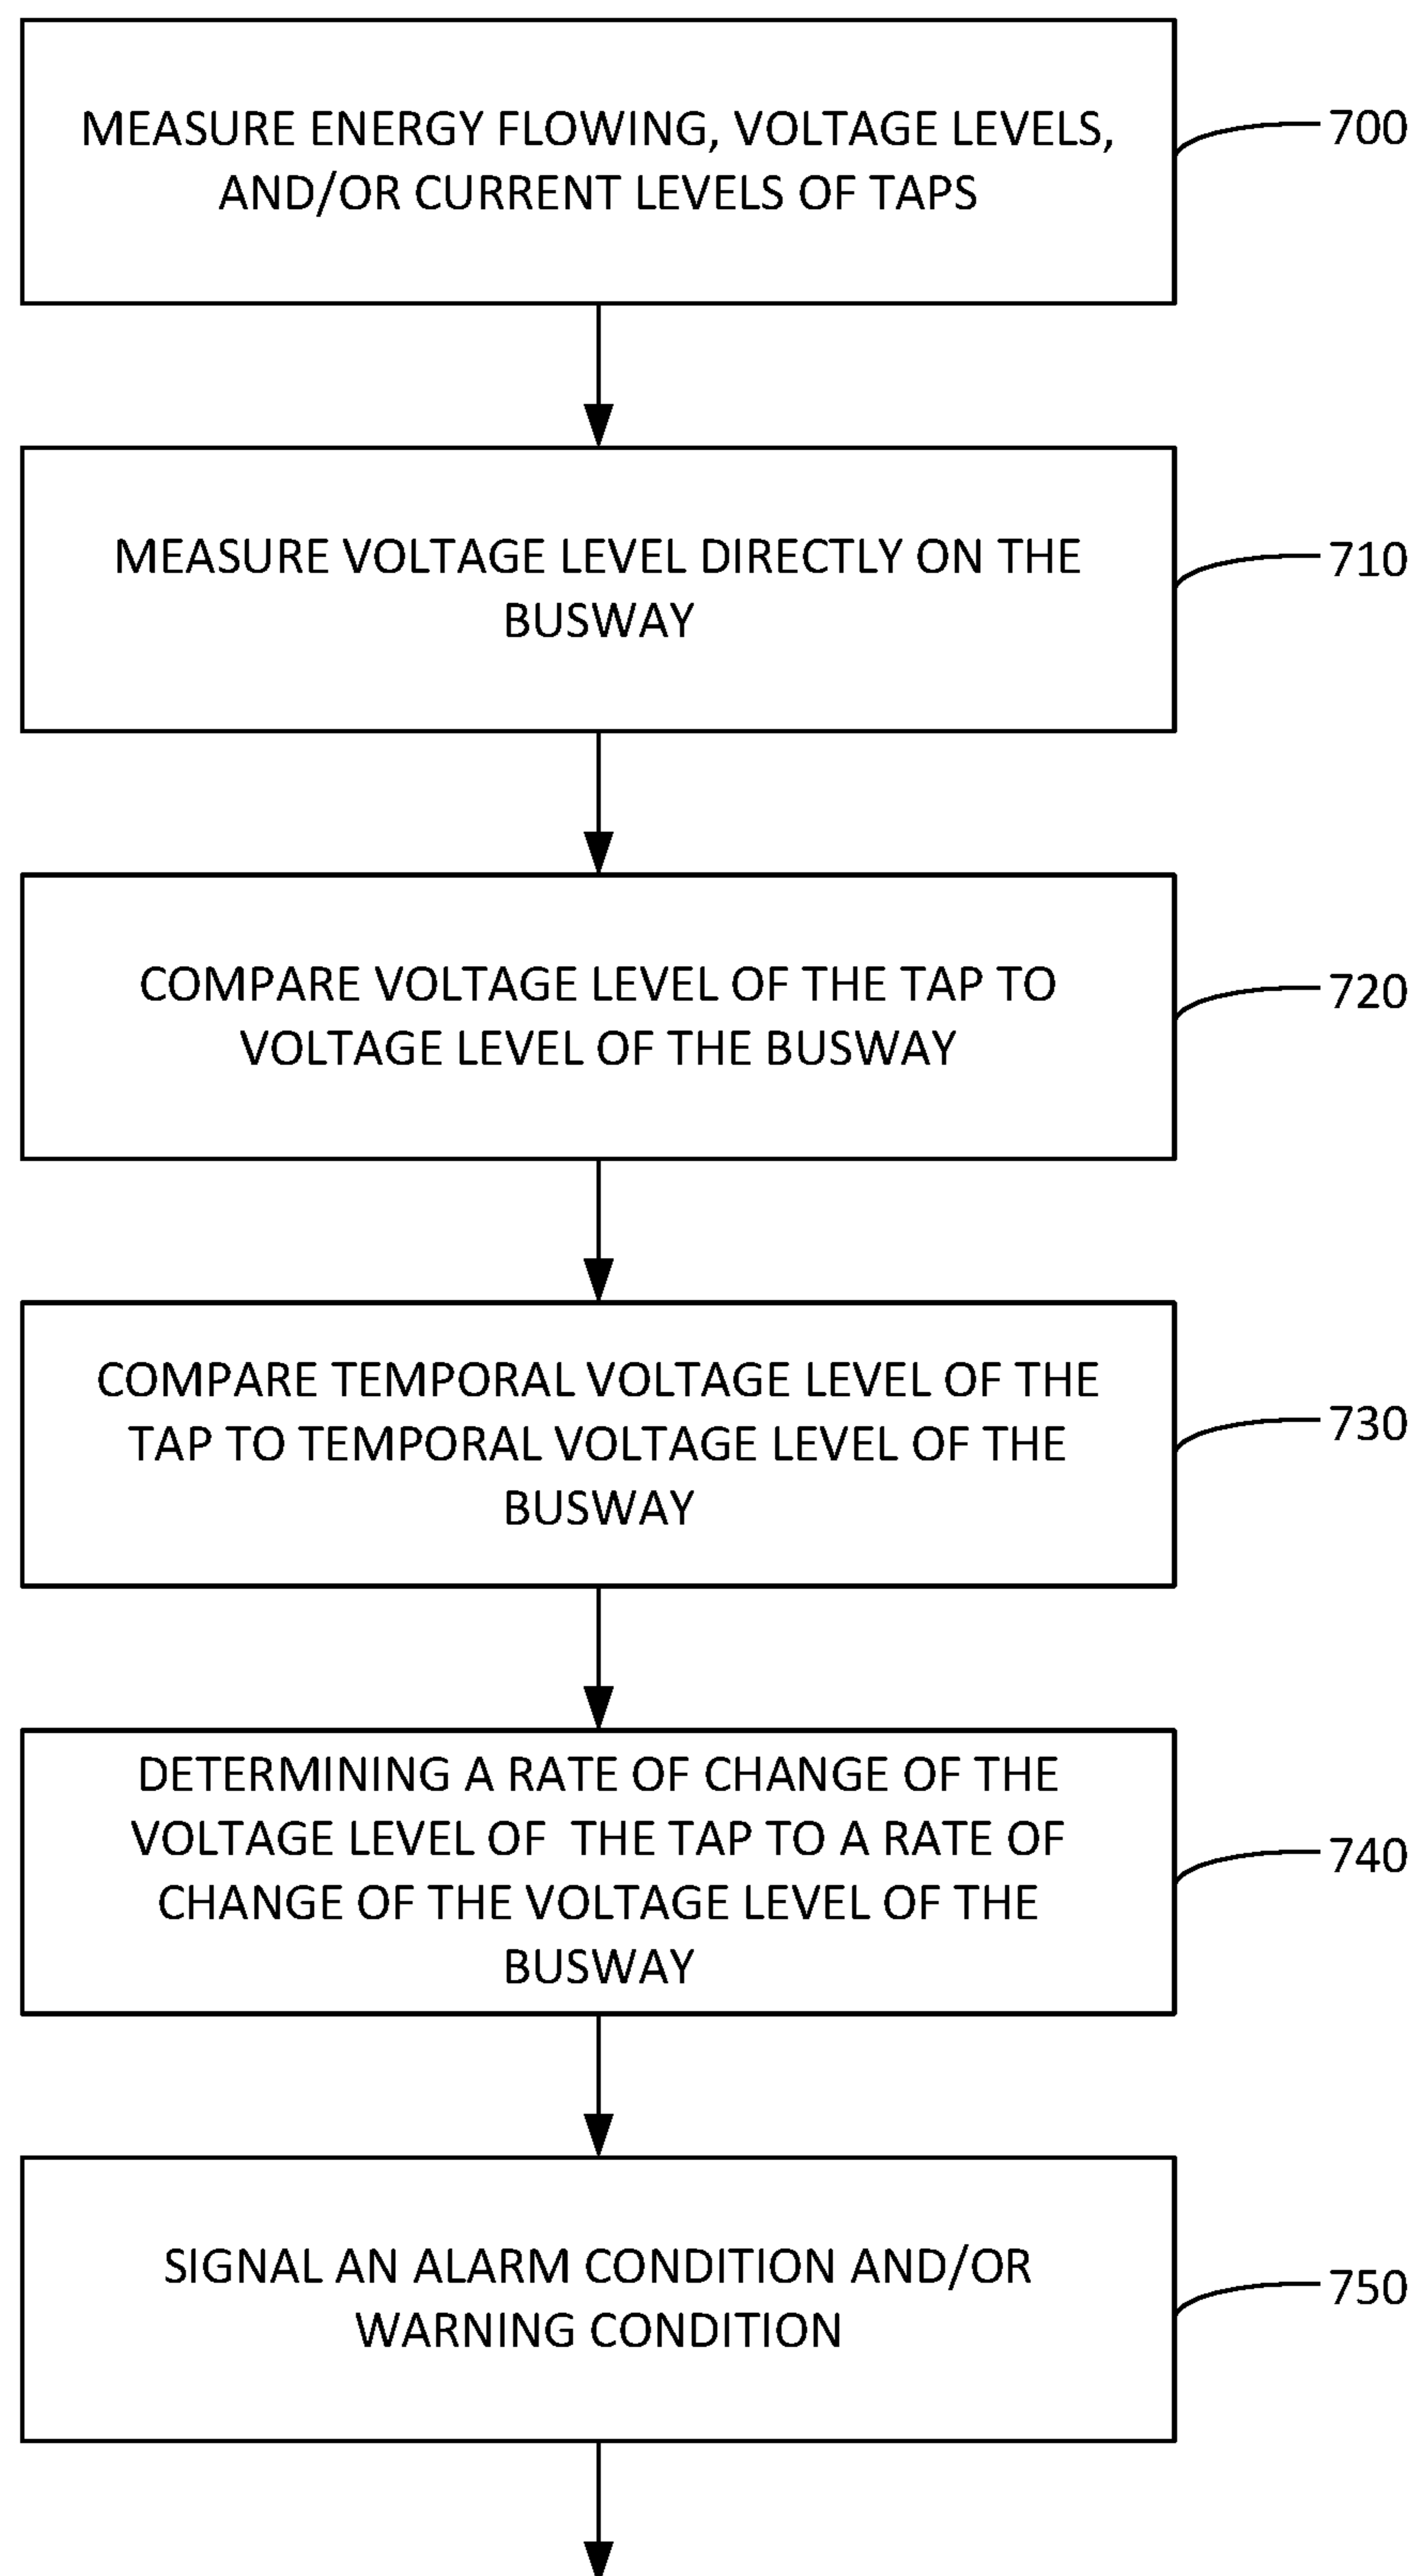 MEASURE ENERGY FLOWING, VOLTAGE LEVELS,
AND/OR CURRENT LEVELS OF TAPS
700
MEASURE VOLTAGE LEVEL DIRECTLY ON THE
BUSWAY
710
COMPARE VOLTAGE LEVEL OF THE TAP TO
VOLTAGE LEVEL OF THE BUSWAY
720
COMPARE TEMPORAL VOLTAGE LEVEL OF THE
TAP TO TEMPORAL VOLTAGE LEVEL OF THE
BUSWAY
730
DETERMINING A RATE OF CHANGE OF THE
VOLTAGE LEVEL OF THE TAP TO A RATE OF
CHANGE OF THE VOLTAGE LEVEL OF THE
BUSWAY
740
SIGNAL AN ALARM CONDITION AND/OR
WARNING CONDITION
750